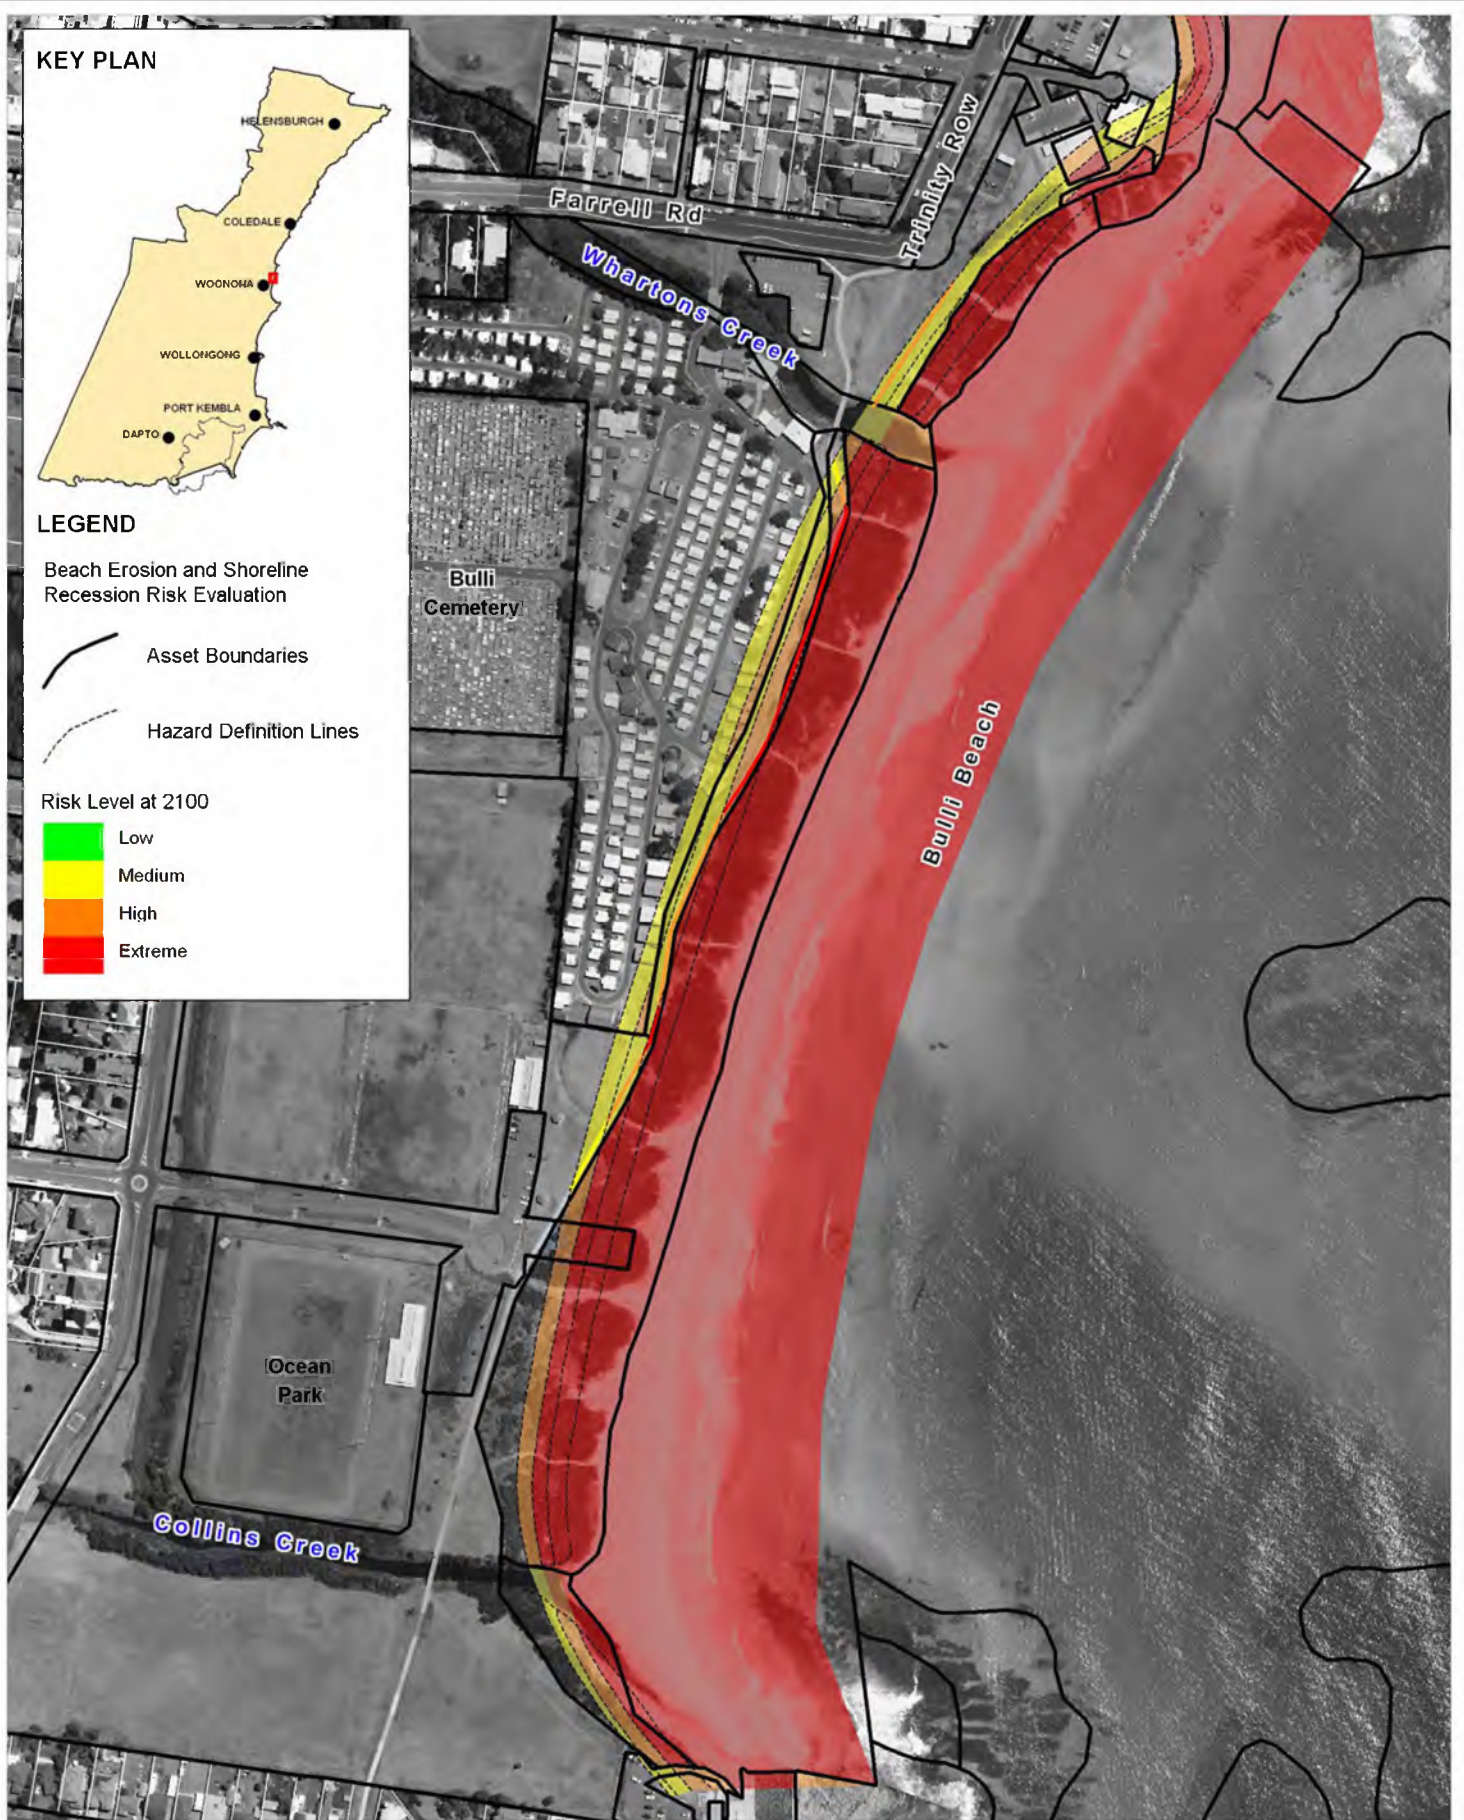 KEY PLAN
HELENSBURGH
COLEDALE
WOONONA
WOLLONGONG
PORT KEMBLA
DAPTO
LEGEND
Beach Erosion and Shoreline
Recession Risk Evaluation
Asset Boundaries
Hazard Definition Lines
Risk Level at 2100
Low
Medium
High
Extreme
Farrell Rd
Trinity Row
Whartons Creek
Bulli
Cemetery
Bulli Beach
Ocean
Park
Collins Creek